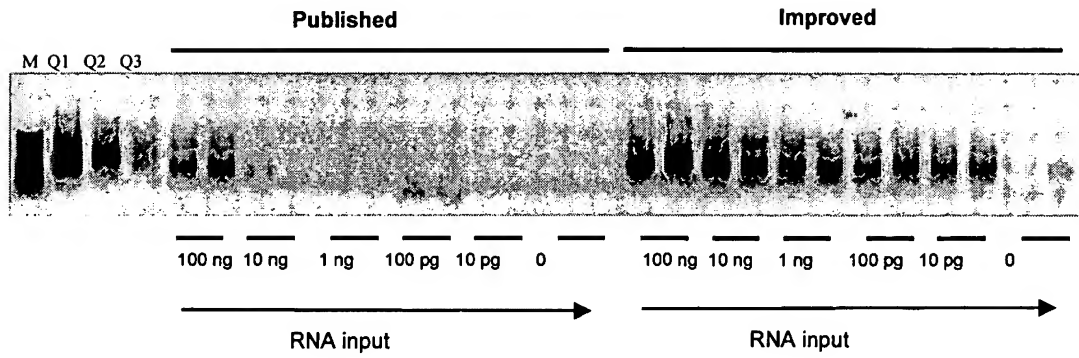 Published Improved
M Q1 Q2 Q3
100 ng 10 ng 1 ng 100 pg 10 pg 0 100 ng 10 ng 1 ng 100 pg 10 pg 0
RNA input RNA input